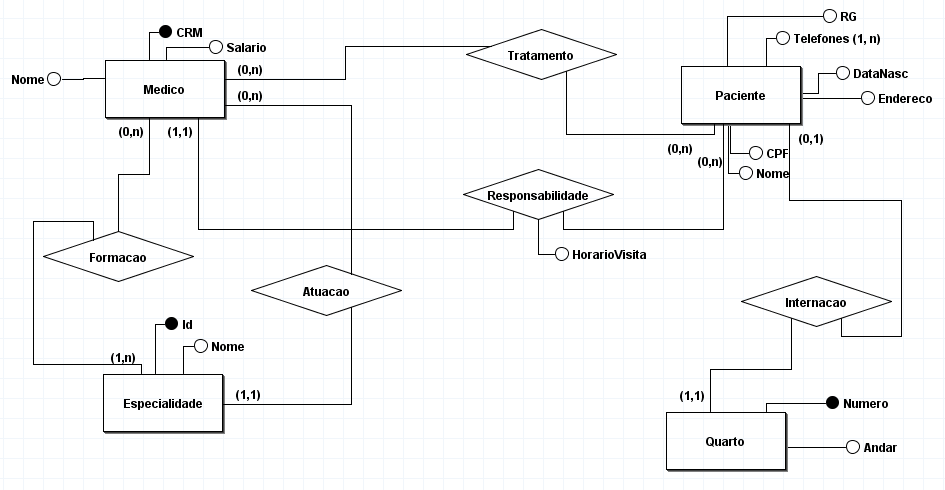 RG
CRM
Telefones (1, n)
Salario
Tratamento
(0,n)
DataNasc
Nome
Medico
Paciente
Endereco
(0,n)
(0,n)
(1,1)
(0,1)
(0,n)
(0,n)
CPF
Nome
Responsabilidade
HorarioVisita
Formacao
Atuacao
Internacao
Id
Nome
(1,n)
(1,1)
(1,1)
Especialidade
Numero
Quarto
Andar